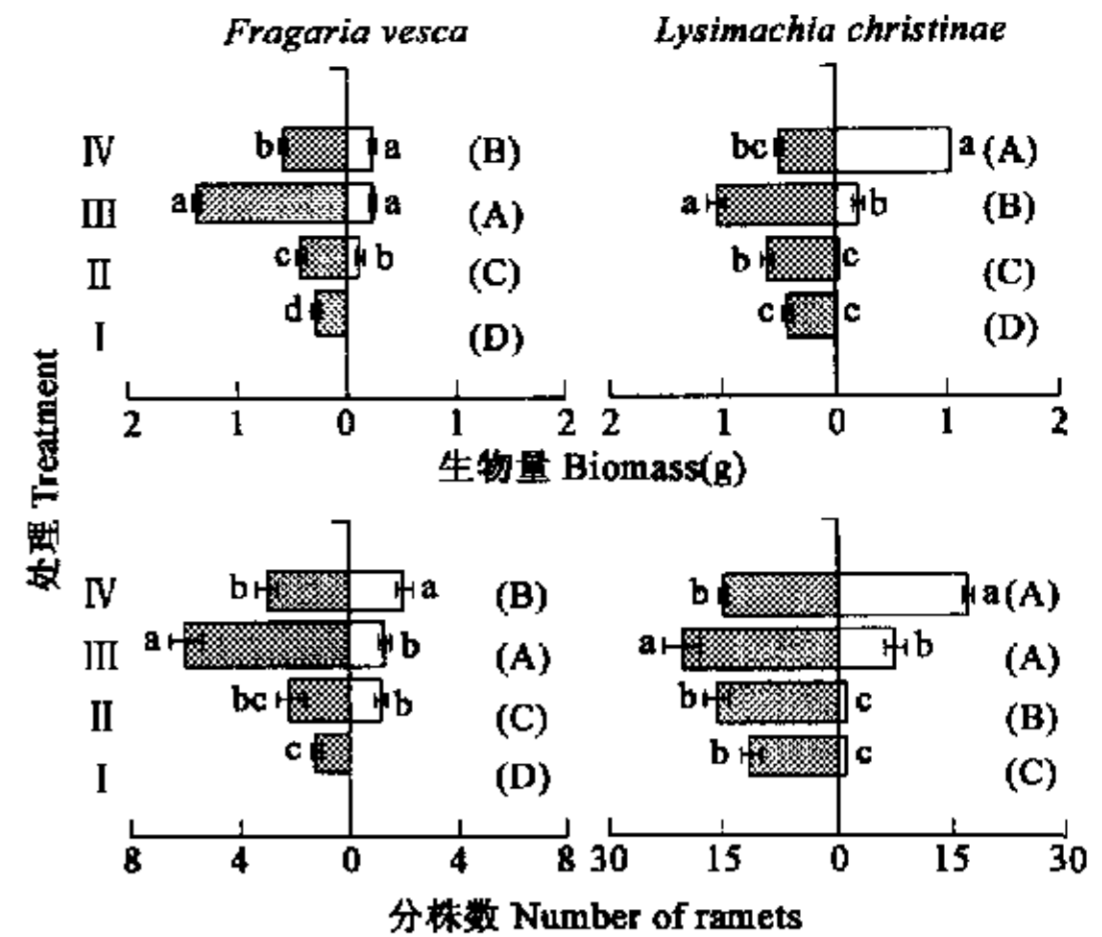 Fragaria vesca Lysimachia christinae
Ⅳ b a (B) bc a (A)
Ⅲ a a (A) a b (B)
Ⅱ c b (C) b c (C)
Ⅰ d (D) c c (D)
2 1 0 1 2 2 1 0 1 2
生物量 Biomass(g)
处理 Treatment
Ⅳ b a (B) b a (A)
Ⅲ a b (A) a b (A)
Ⅱ bc b (C) b c (B)
Ⅰ c (D) b c (C)
8 4 0 4 8 30 15 0 15 30
分株数 Number of ramets